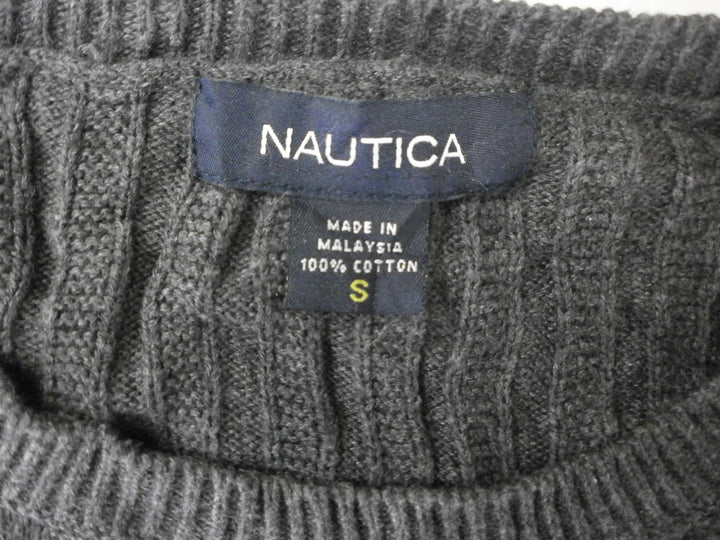 NAUTICA
MADE IN
MALAYSIA
100% COTTON
S